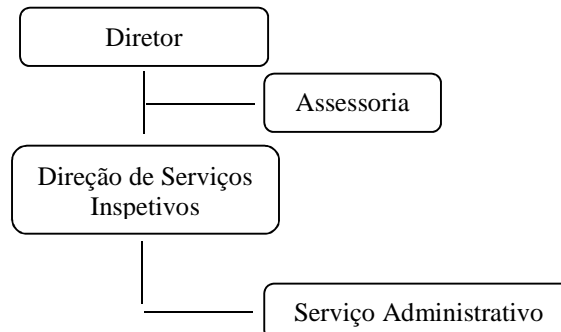 Diretor
Assessoria
Direção de Serviços
Inspetivos
Serviço Administrativo